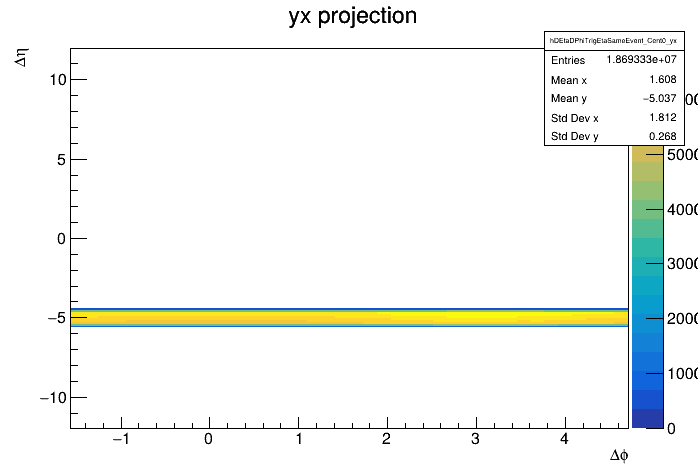 yx projection
hDEtaDPhiTrigEtaSameEvent_Cent0_yx
Entries 1.869333e+07
Mean x 1.608
Mean y −5.037
Std Dev x 1.812
Std Dev y 0.268
Δη
10
5
0
−5
−10
−1 0 1 2 3 4
Δϕ
5000
4000
3000
2000
1000
0